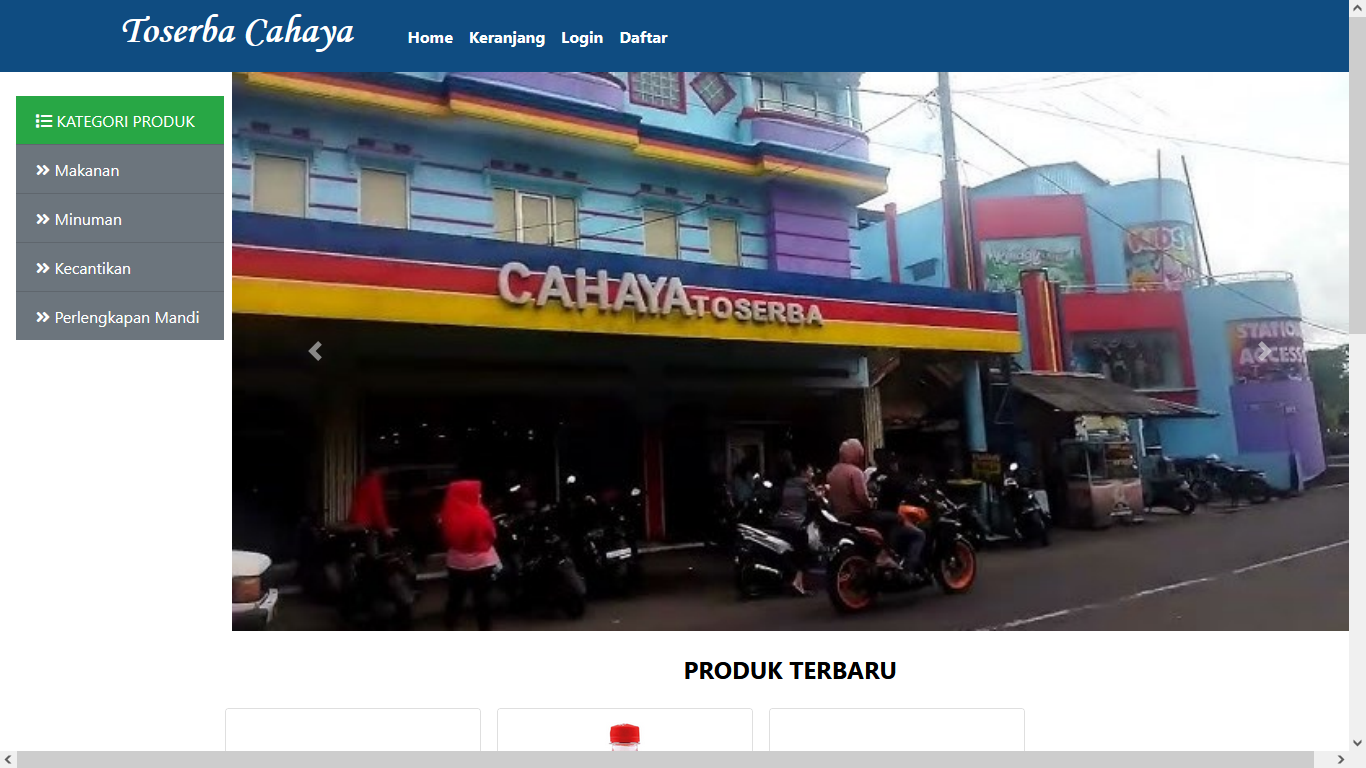 Toserba Cahaya
Home Keranjang Login Daftar
KATEGORI PRODUK
Makanan
Minuman
Kecantikan
Perlengkapan Mandi
CAHAYA TOSERBA
KIDS
STATION
ACCESS
PRODUK TERBARU